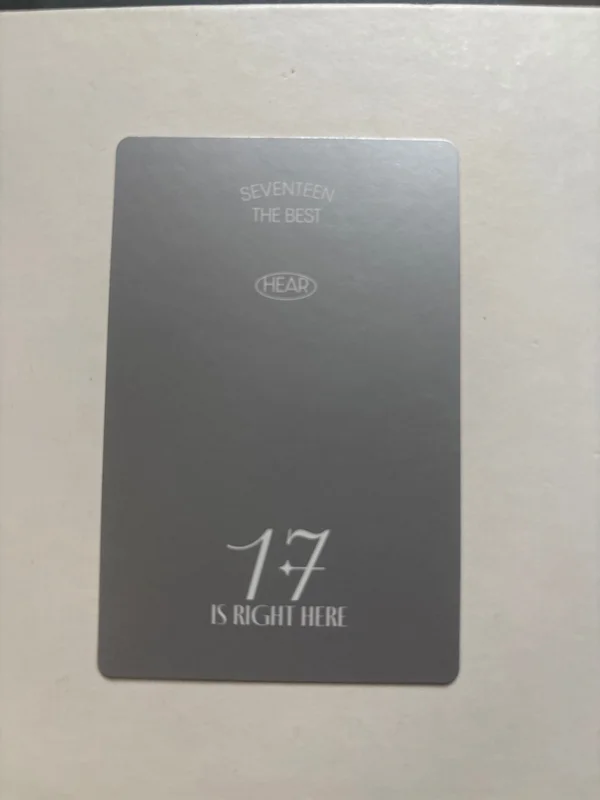 SEVENTEEN
THE BEST
HEAR
17
IS RIGHT HERE